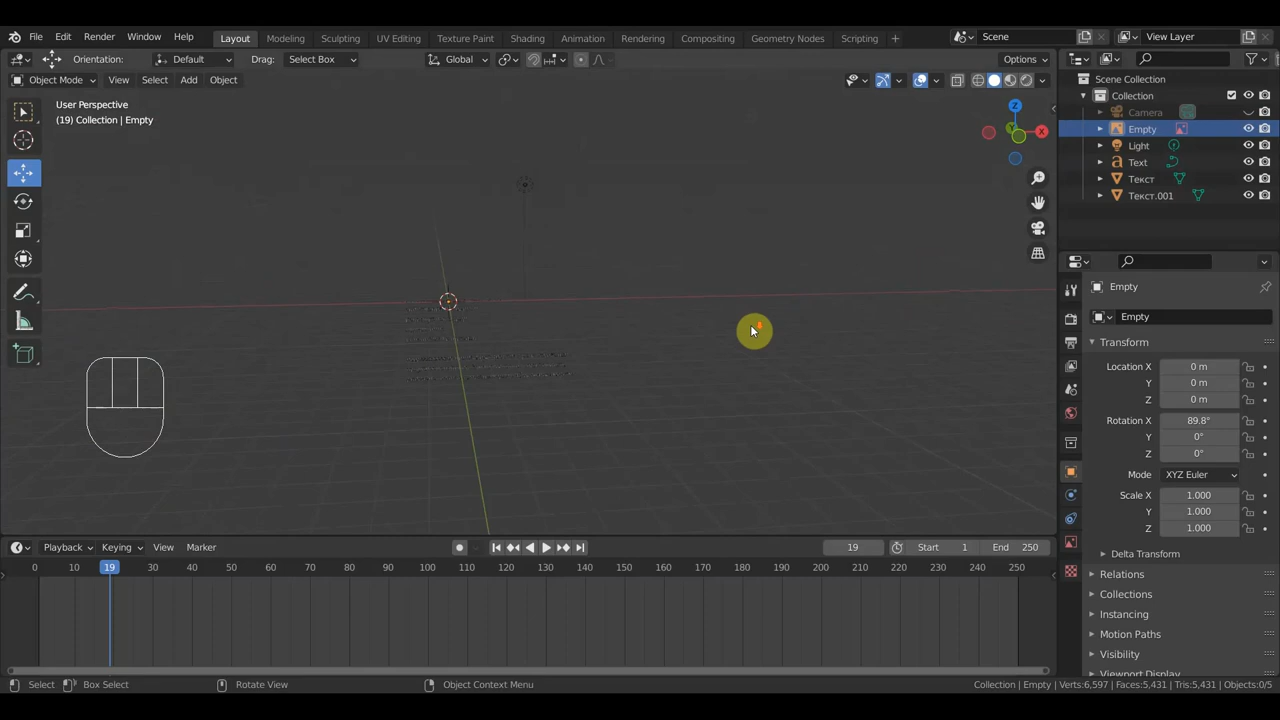 File Edit Render Window Help Layout Modeling Sculpting UV Editing Texture Paint Shading Animation Rendering Compositing Geometry Nodes Scripting + Scene View Layer
Orientation: Default Drag: Select Box Global Options
Object Mode View Select Add Object
User Perspective
(19) Collection | Empty
X
Y
Z
Scene Collection
Collection
Camera
Empty
Light
Text
Текст
Текст.001
Empty
Empty
Transform
Location X 0 m
Y 0 m
Z 0 m
Rotation X 89.8°
Y 0°
Z 0°
Mode XYZ Euler
Scale X 1.000
Y 1.000
Z 1.000
Delta Transform
Relations
Collections
Instancing
Motion Paths
Visibility
Viewport Display
Playback Keying View Marker 19 Start 1 End 250
0 10 19 30 40 50 60 70 80 90 100 110 120 130 140 150 160 170 180 190 200 210 220 230 240 250
Select Box Select Rotate View Object Context Menu Collection | Empty | Verts:6,597 | Faces:5,431 | Tris:5,431 | Objects:0/5